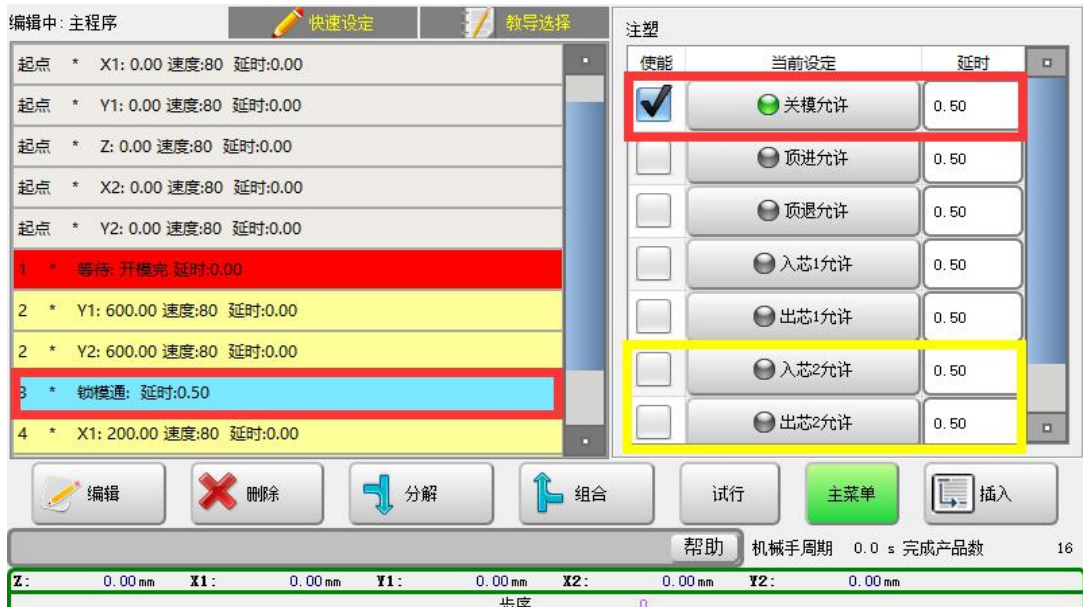 编辑中:主程序
快速设定
教导选择
起点 * X1: 0.00 速度:80 延时:0.00
起点 * Y1: 0.00 速度:80 延时:0.00
起点 * Z: 0.00 速度:80 延时:0.00
起点 * X2: 0.00 速度:80 延时:0.00
起点 * Y2: 0.00 速度:80 延时:0.00
1 * 等待: 开模完 延时:0.00
2 * Y1: 600.00 速度:80 延时:0.00
2 * Y2: 600.00 速度:80 延时:0.00
3 * 锁模通: 延时:0.50
4 * X1: 200.00 速度:80 延时:0.00
注塑
使能 当前设定 延时
关模允许 0.50
顶进允许 0.50
顶退允许 0.50
入芯1允许 0.50
出芯1允许 0.50
入芯2允许 0.50
出芯2允许 0.50
编辑 删除 分解 组合 试行 主菜单 插入
帮助 机械手周期 0.0 s 完成产品数 16
Z: 0.00mm X1: 0.00mm Y1: 0.00mm X2: 0.00mm Y2: 0.00mm
步序 0